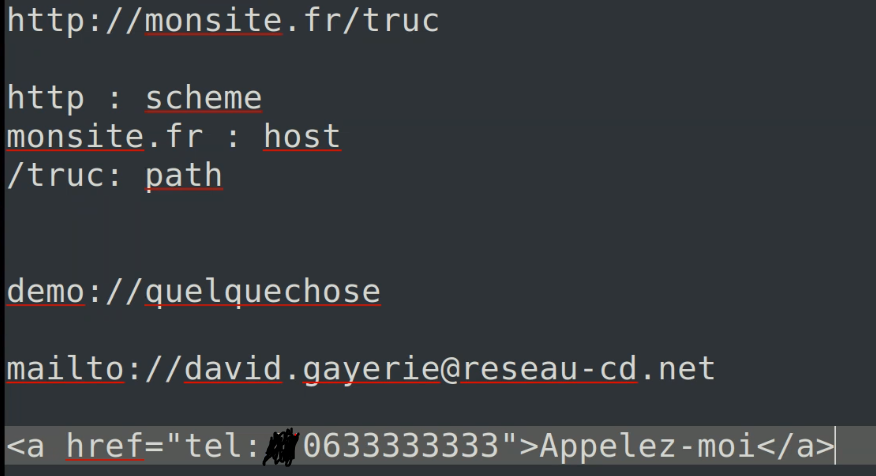 http://monsite.fr/truc
http : scheme
monsite.fr : host
/truc: path
demo://quelquechose
mailto://david.gayerie@reseau-cd.net
<a href="tel:0633333333">Appelez-moi</a>